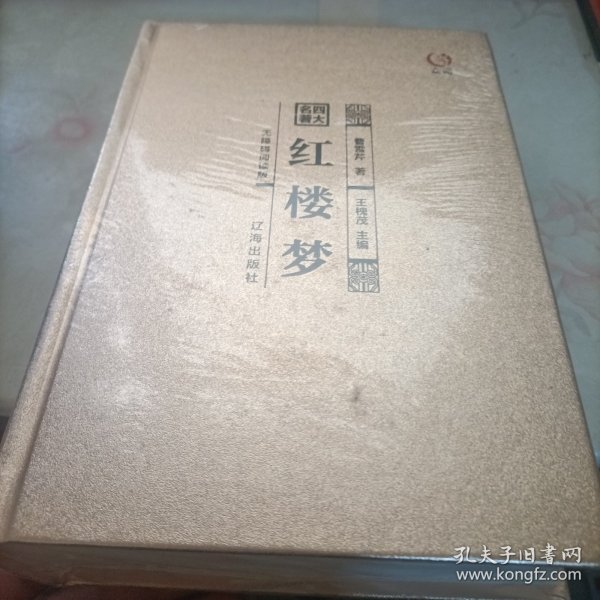 四大
名著
红楼梦
曹雪芹 著
王槐茂 主编
无障碍阅读版
辽海出版社
孔夫子旧书网
www.kongfz.com